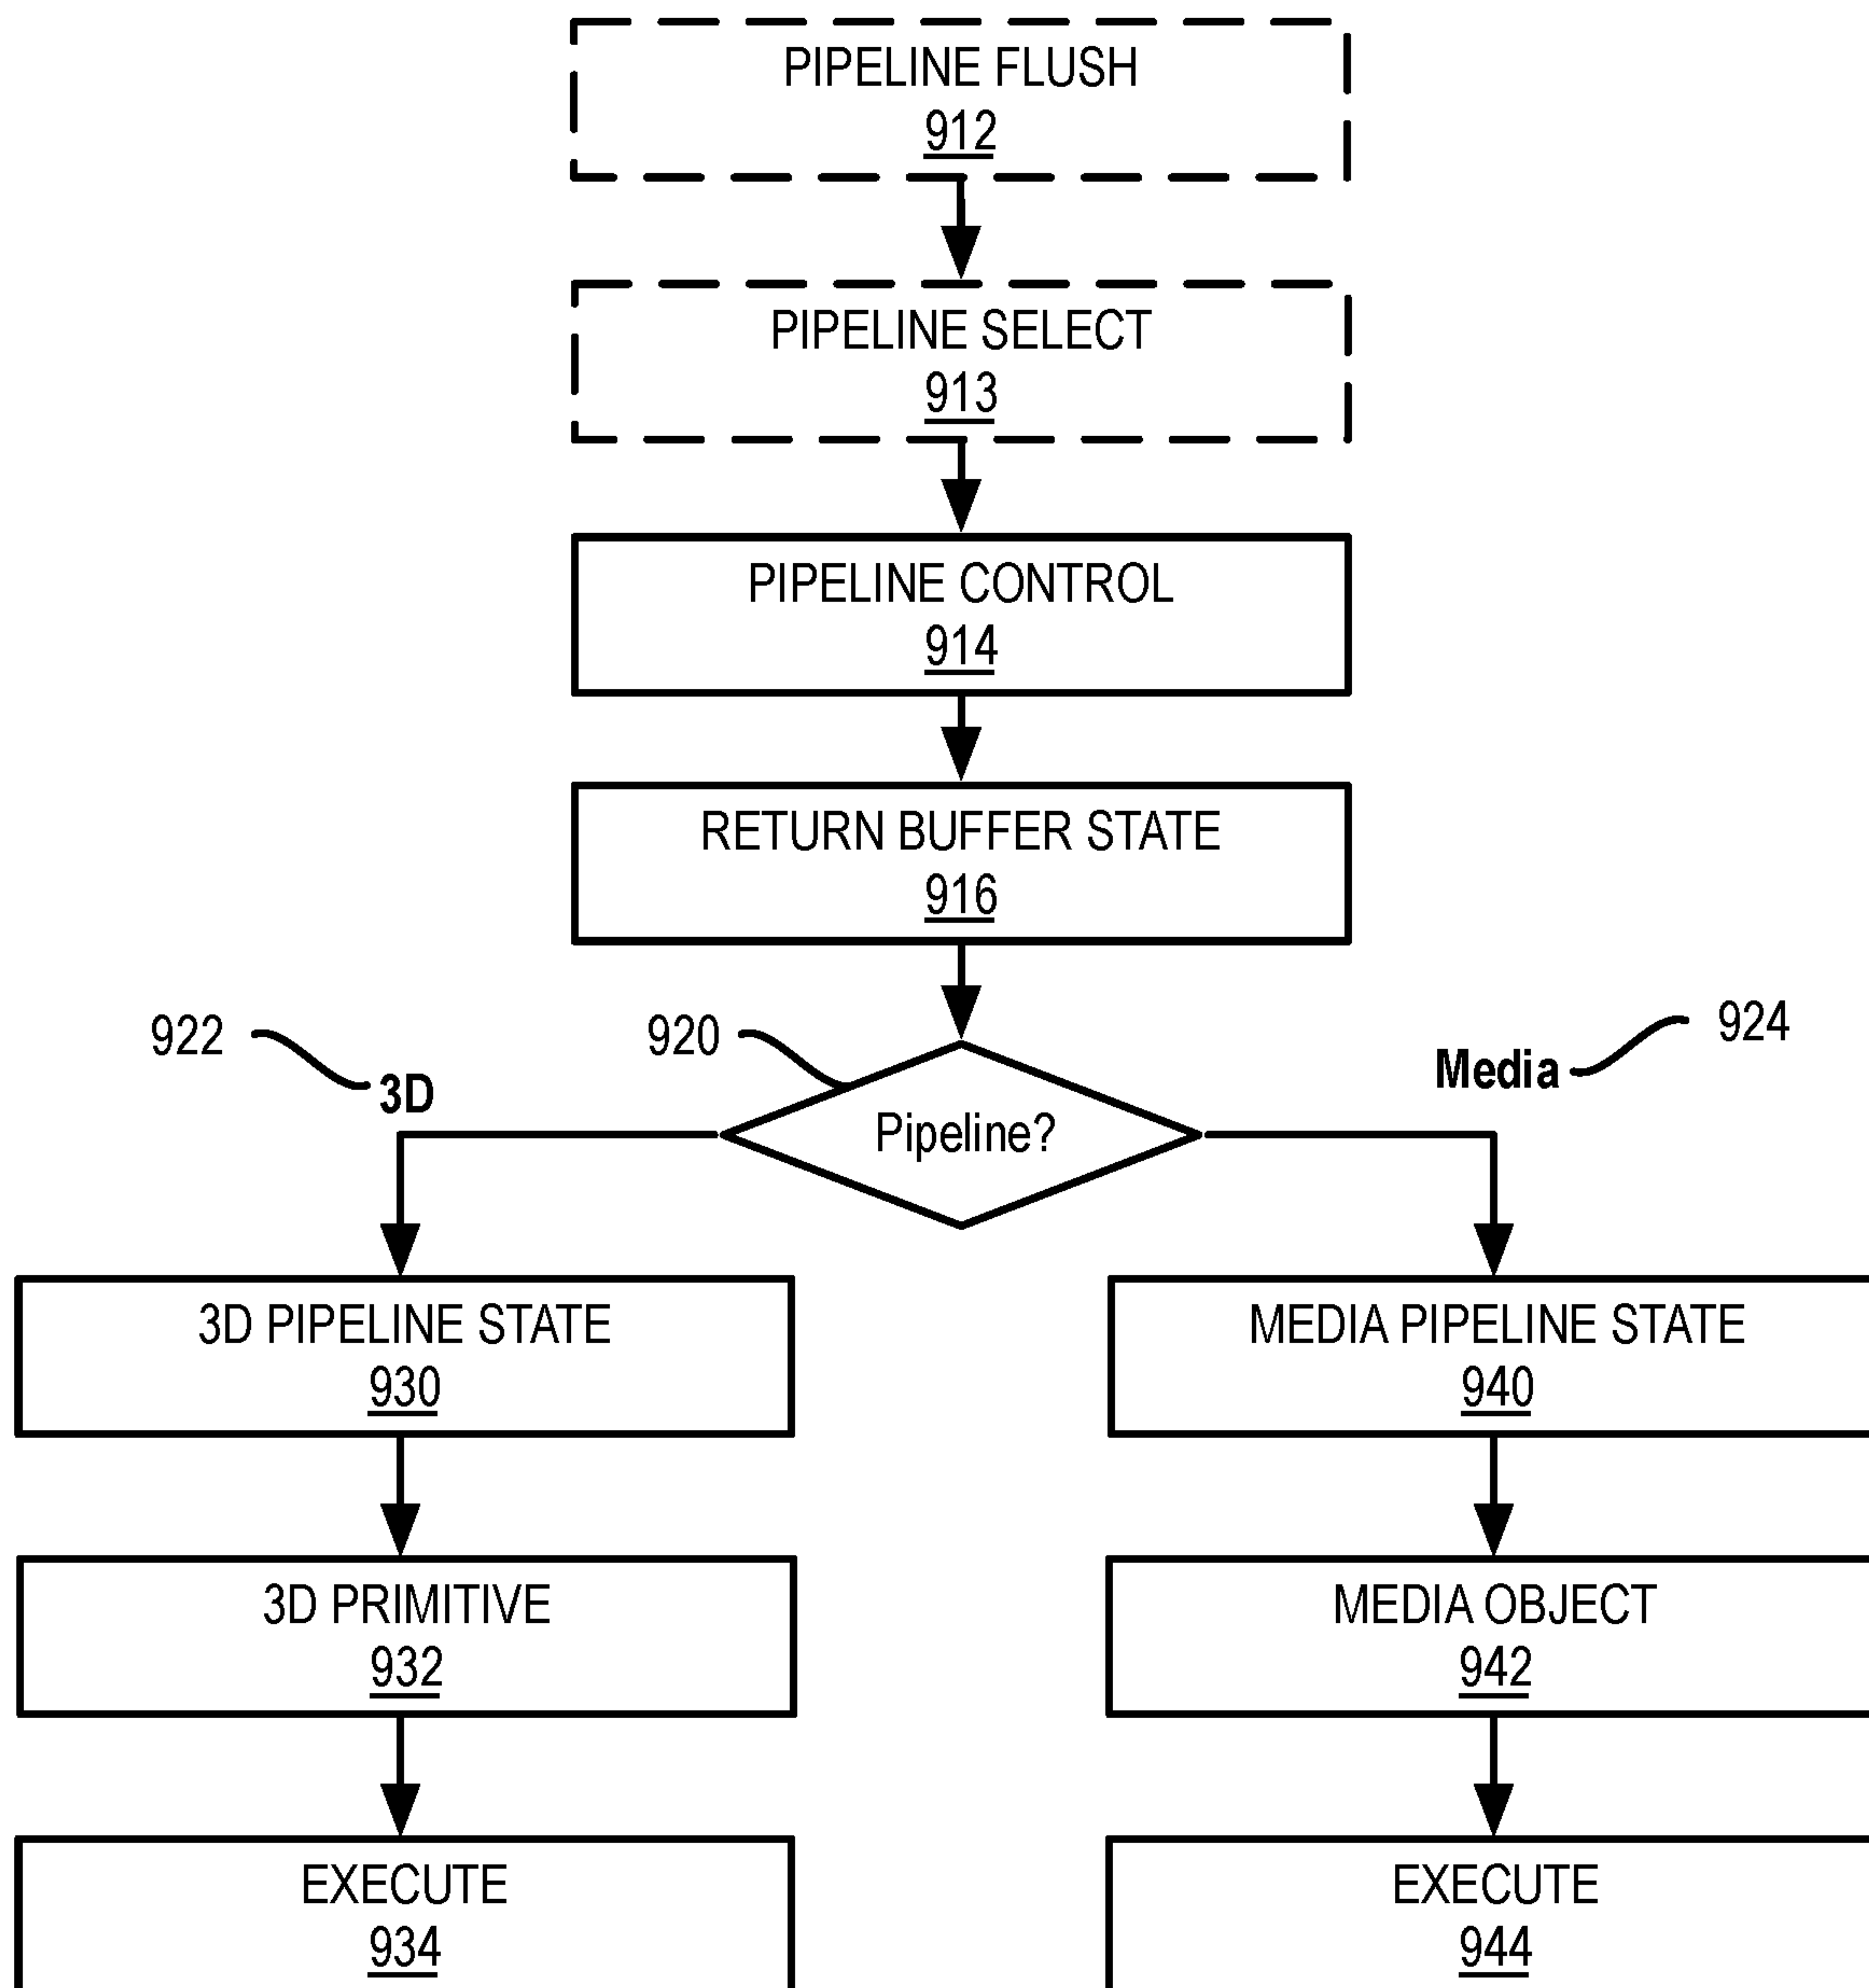 PIPELINE FLUSH
912
PIPELINE SELECT
913
PIPELINE CONTROL
914
RETURN BUFFER STATE
916
922
920
924
3D
Media
Pipeline?
3D PIPELINE STATE
930
MEDIA PIPELINE STATE
940
3D PRIMITIVE
932
MEDIA OBJECT
942
EXECUTE
934
EXECUTE
944